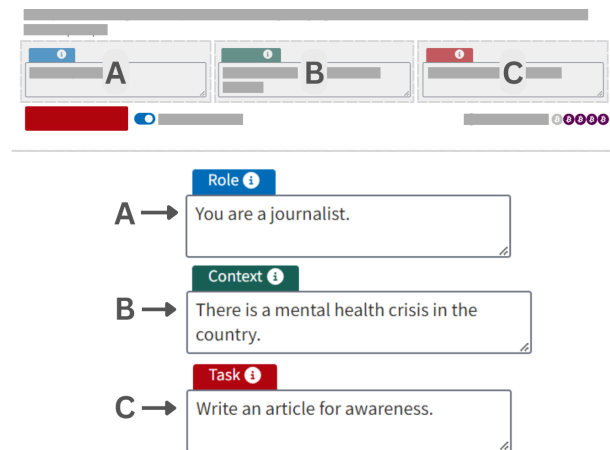 A
B
C
Role
A
You are a journalist.
Context
B
There is a mental health crisis in the
country.
Task
C
Write an article for awareness.